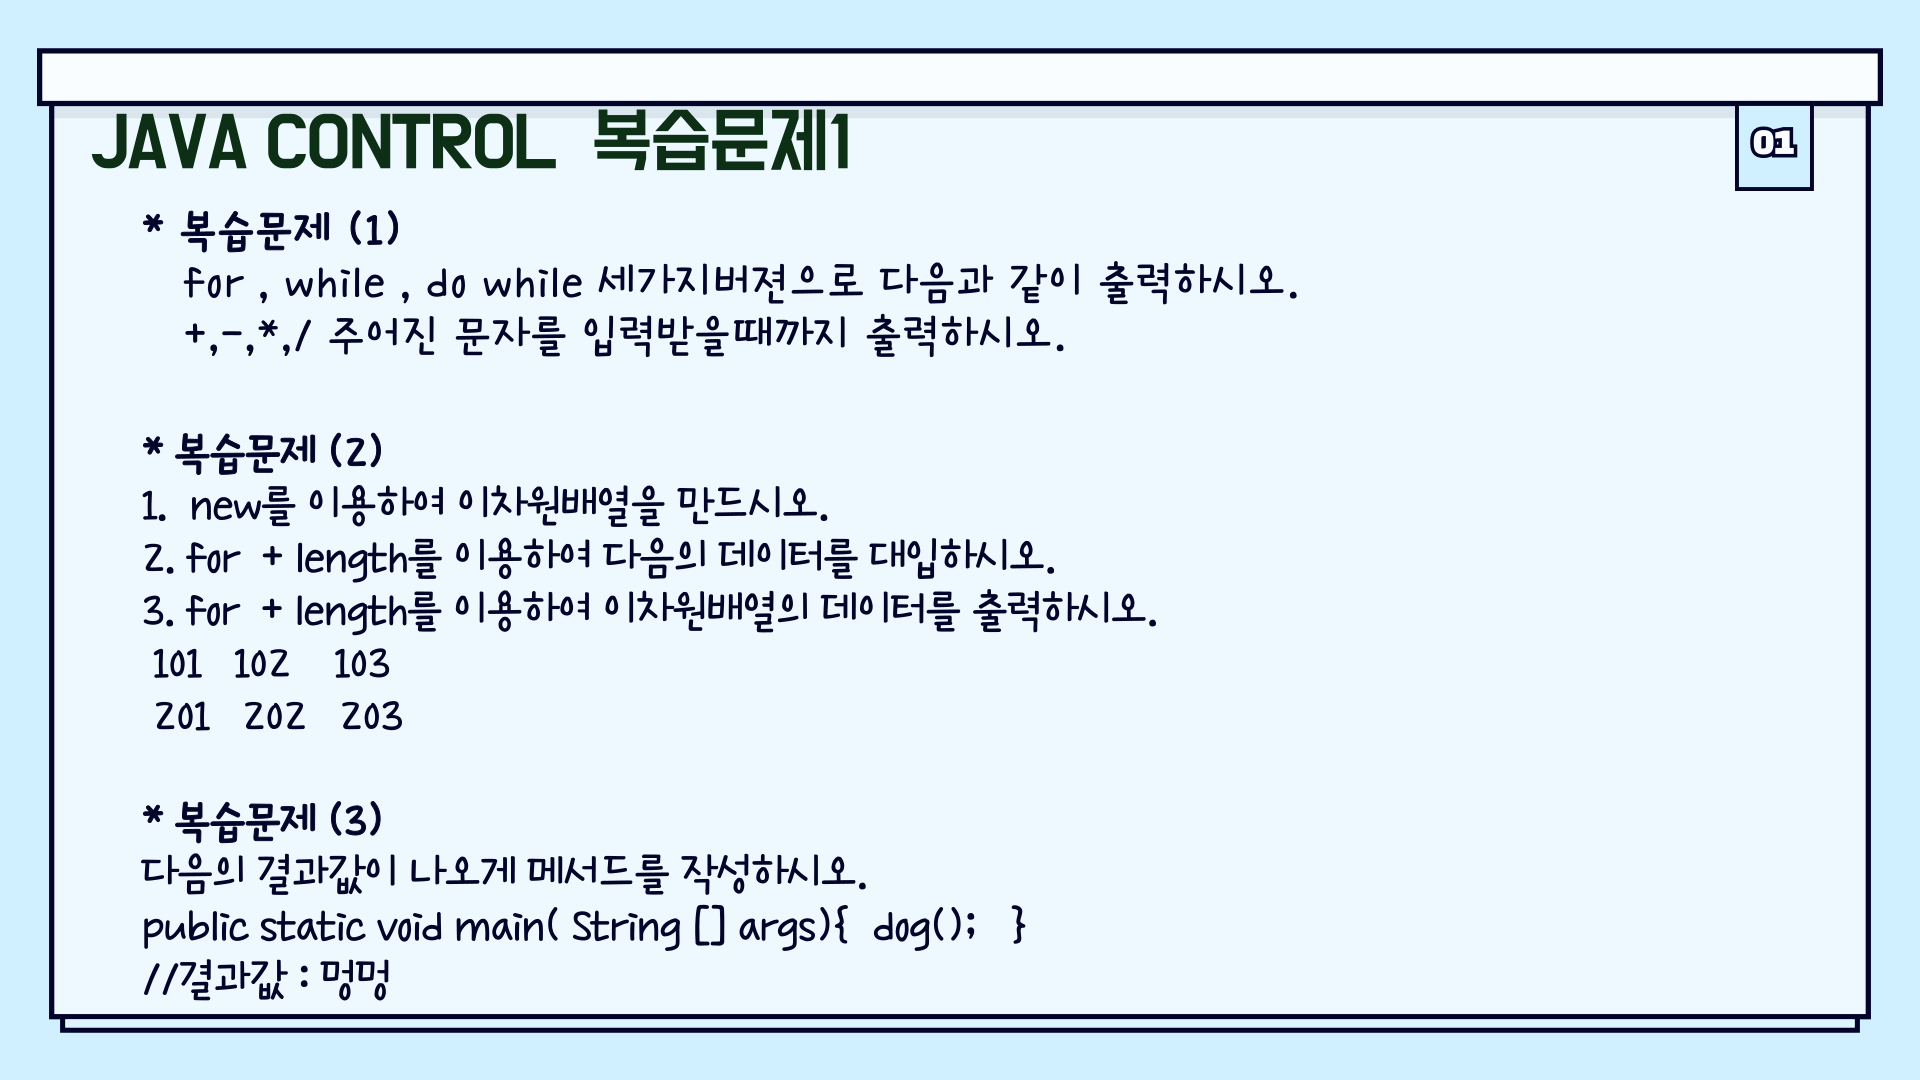 JAVA CONTROL 복습문제1
01
* 복습문제 (1)
for , while , do while 세가지버젼으로 다음과 같이 출력하시오.
+,-,*,/ 주어진 문자를 입력받을때까지 출력하시오.
* 복습문제 (2)
1. new를 이용하여 이차원배열을 만드시오.
2. for + length를 이용하여 다음의 데이터를 대입하시오.
3. for + length를 이용하여 이차원배열의 데이터를 출력하시오.
101 102 103
201 202 203
* 복습문제 (3)
다음의 결과값이 나오게 메서드를 작성하시오.
public static void main( String [] args){ dog(); }
//결과값 : 멍멍